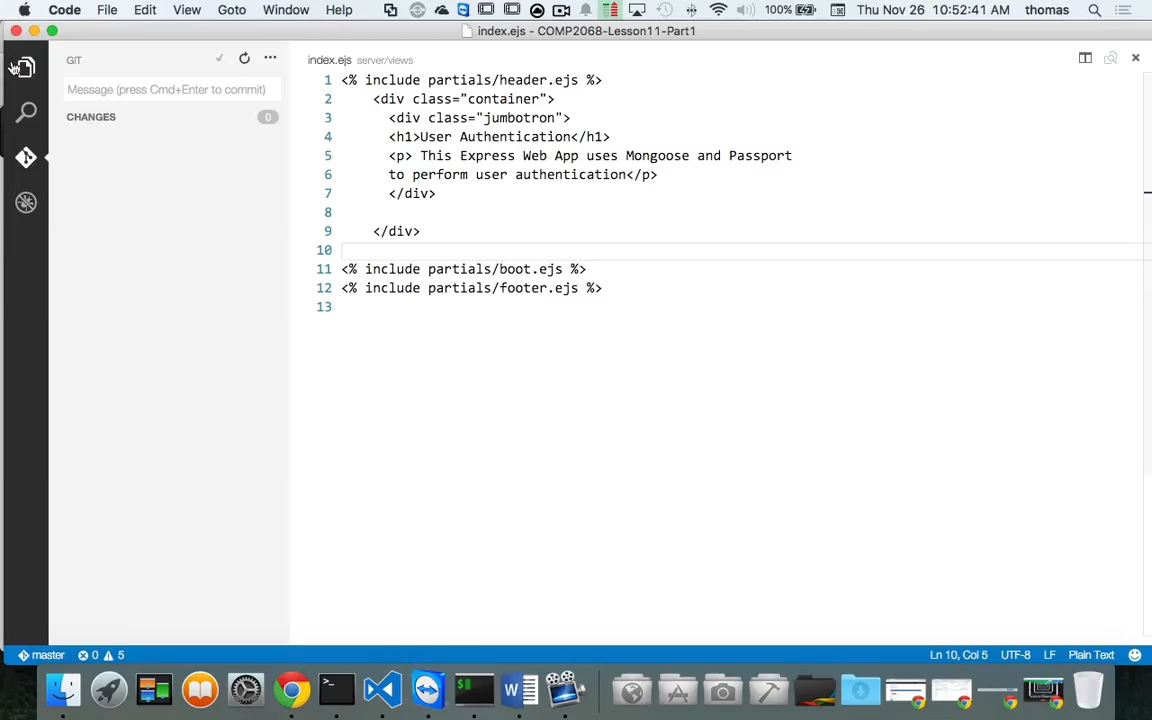 Code File Edit View Goto Window Help 100% Thu Nov 26 10:52:41 AM thomas
index.ejs - COMP2068-Lesson11-Part1
GIT
index.ejs server/views
Message (press Cmd+Enter to commit)
CHANGES 0
1 <% include partials/header.ejs %>
2 <div class="container">
3 <div class="jumbotron">
4 <h1>User Authentication</h1>
5 <p> This Express Web App uses Mongoose and Passport
6 to perform user authentication</p>
7 </div>
8
9 </div>
10
11 <% include partials/boot.ejs %>
12 <% include partials/footer.ejs %>
13
master 0 5 Ln 10, Col 5 UTF-8 LF Plain Text